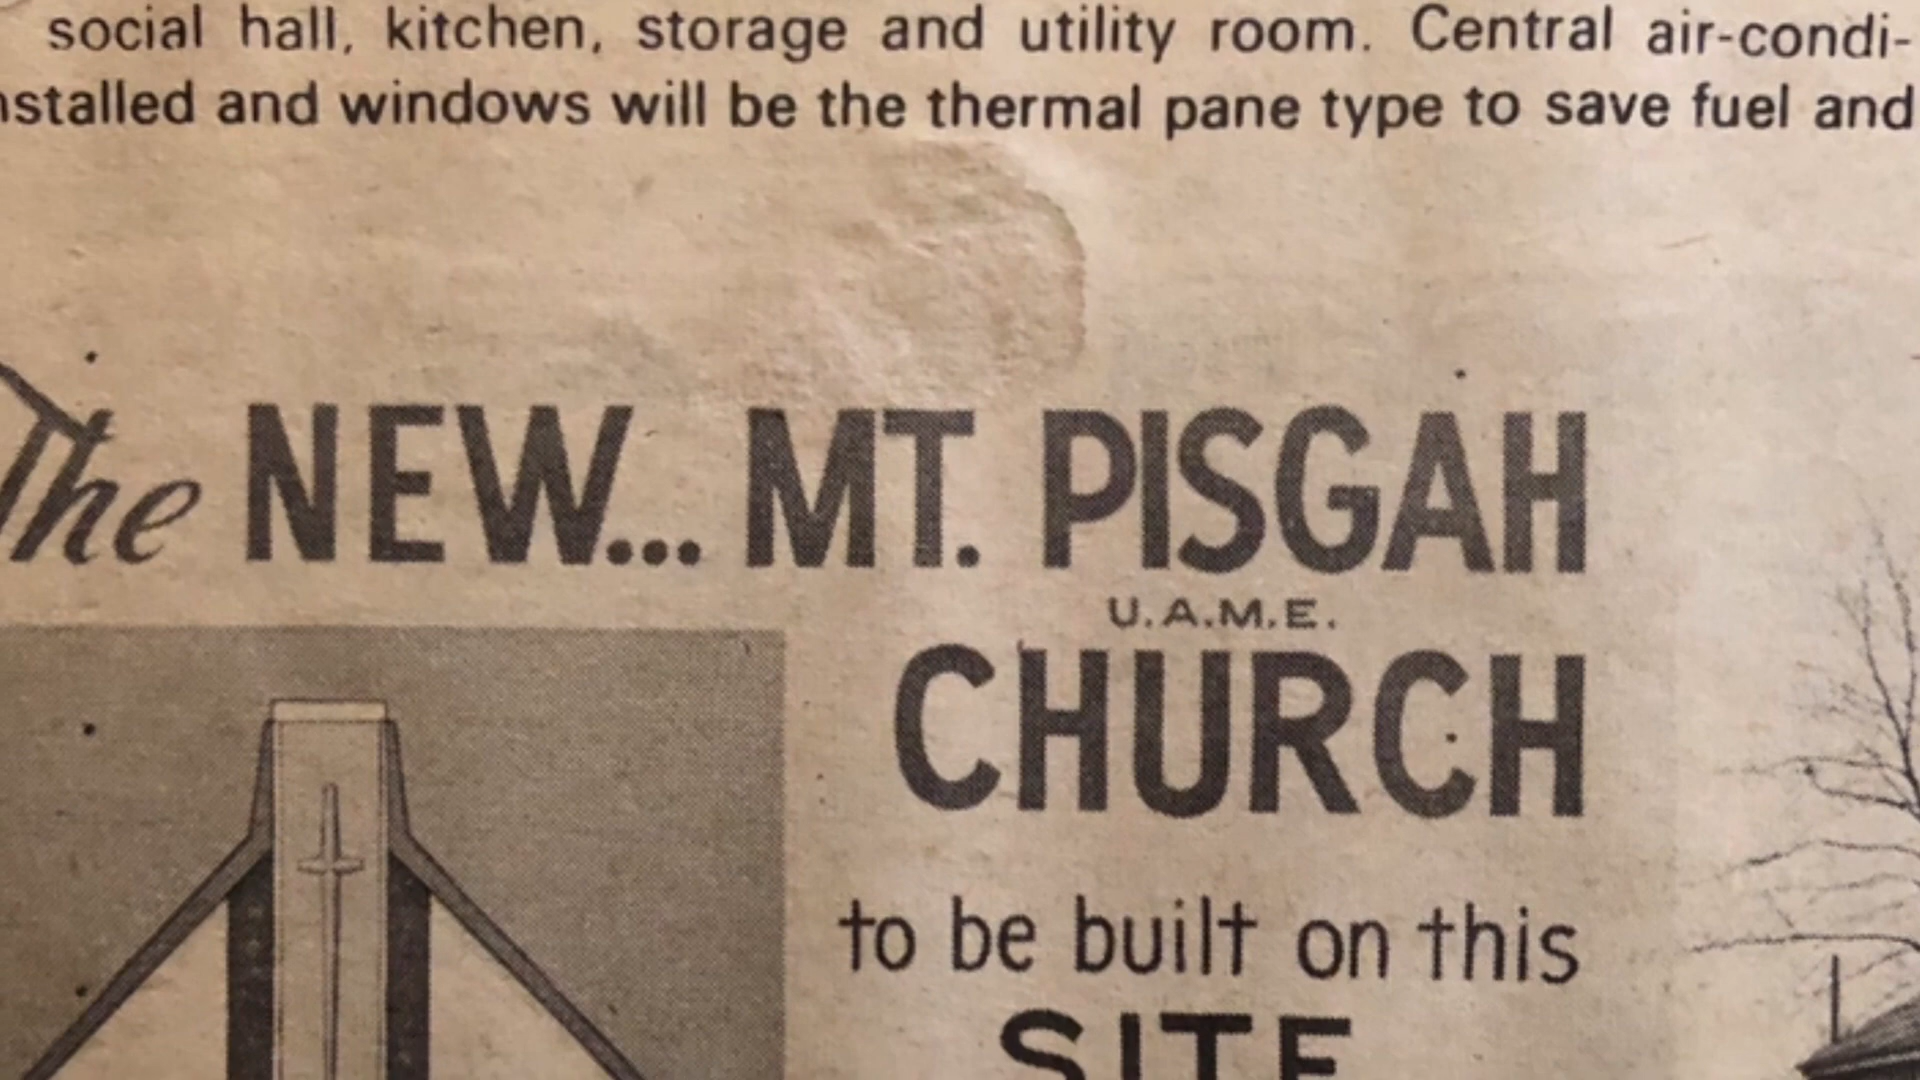 social hall, kitchen, storage and utility room. Central air-condi-
nstalled and windows will be the thermal pane type to save fuel and
The NEW... MT. PISGAH
U.A.M.E.
CHURCH
to be built on this
SITE